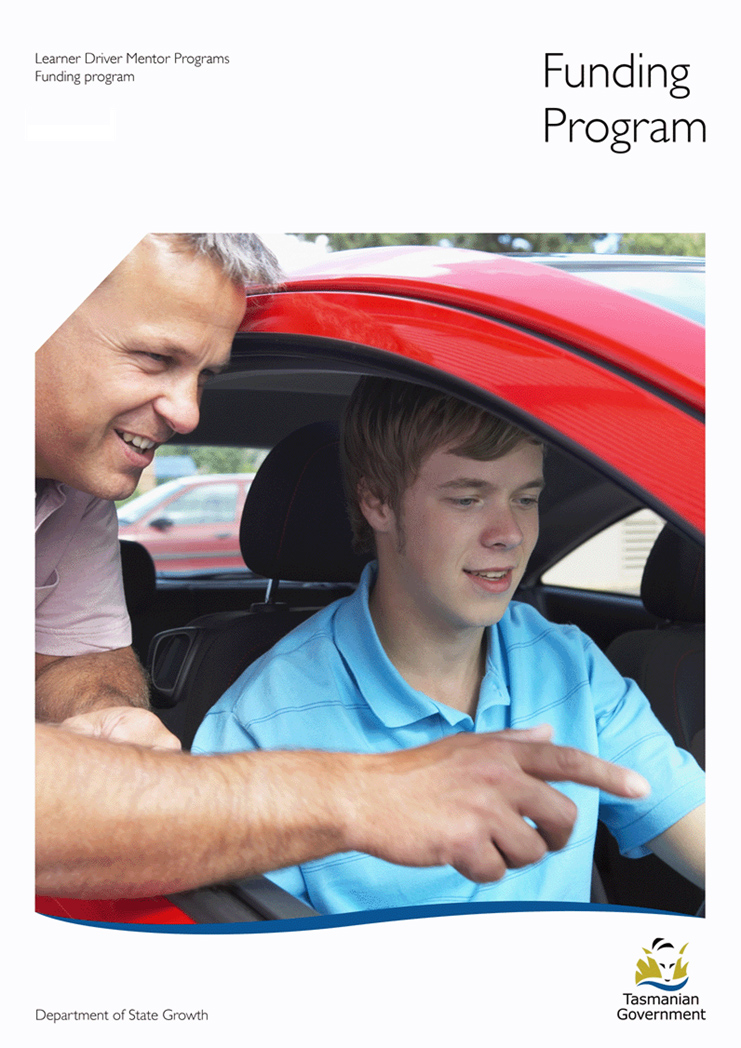 Learner Driver Mentor Programs
Funding program
Funding
Program
Tasmanian
Government
Department of State Growth